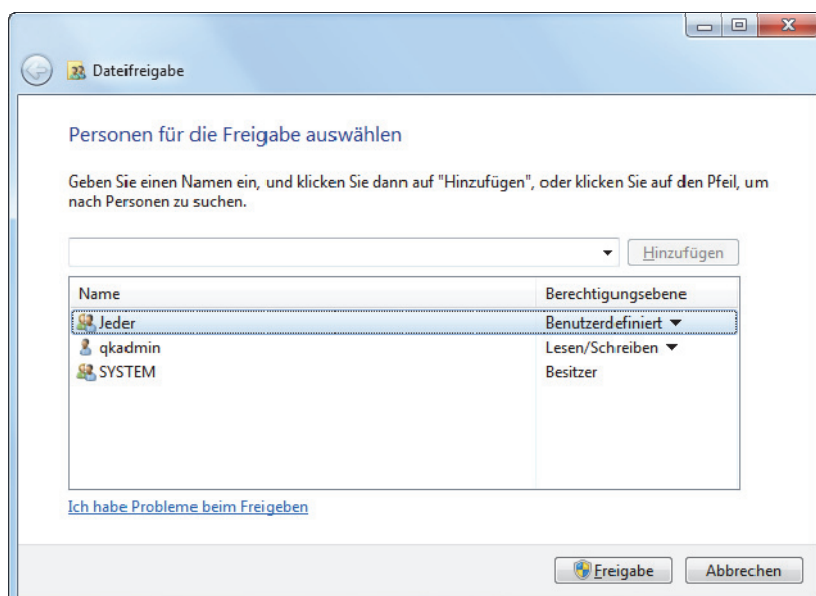 Dateifreigabe
Personen für die Freigabe auswählen
Geben Sie einen Namen ein, und klicken Sie dann auf "Hinzufügen", oder klicken Sie auf den Pfeil, um
nach Personen zu suchen.
Hinzufügen
Name Berechtigungsebene
Jeder Benutzerdefiniert
qkadmin Lesen/Schreiben
SYSTEM Besitzer
Ich habe Probleme beim Freigeben
Freigabe Abbrechen